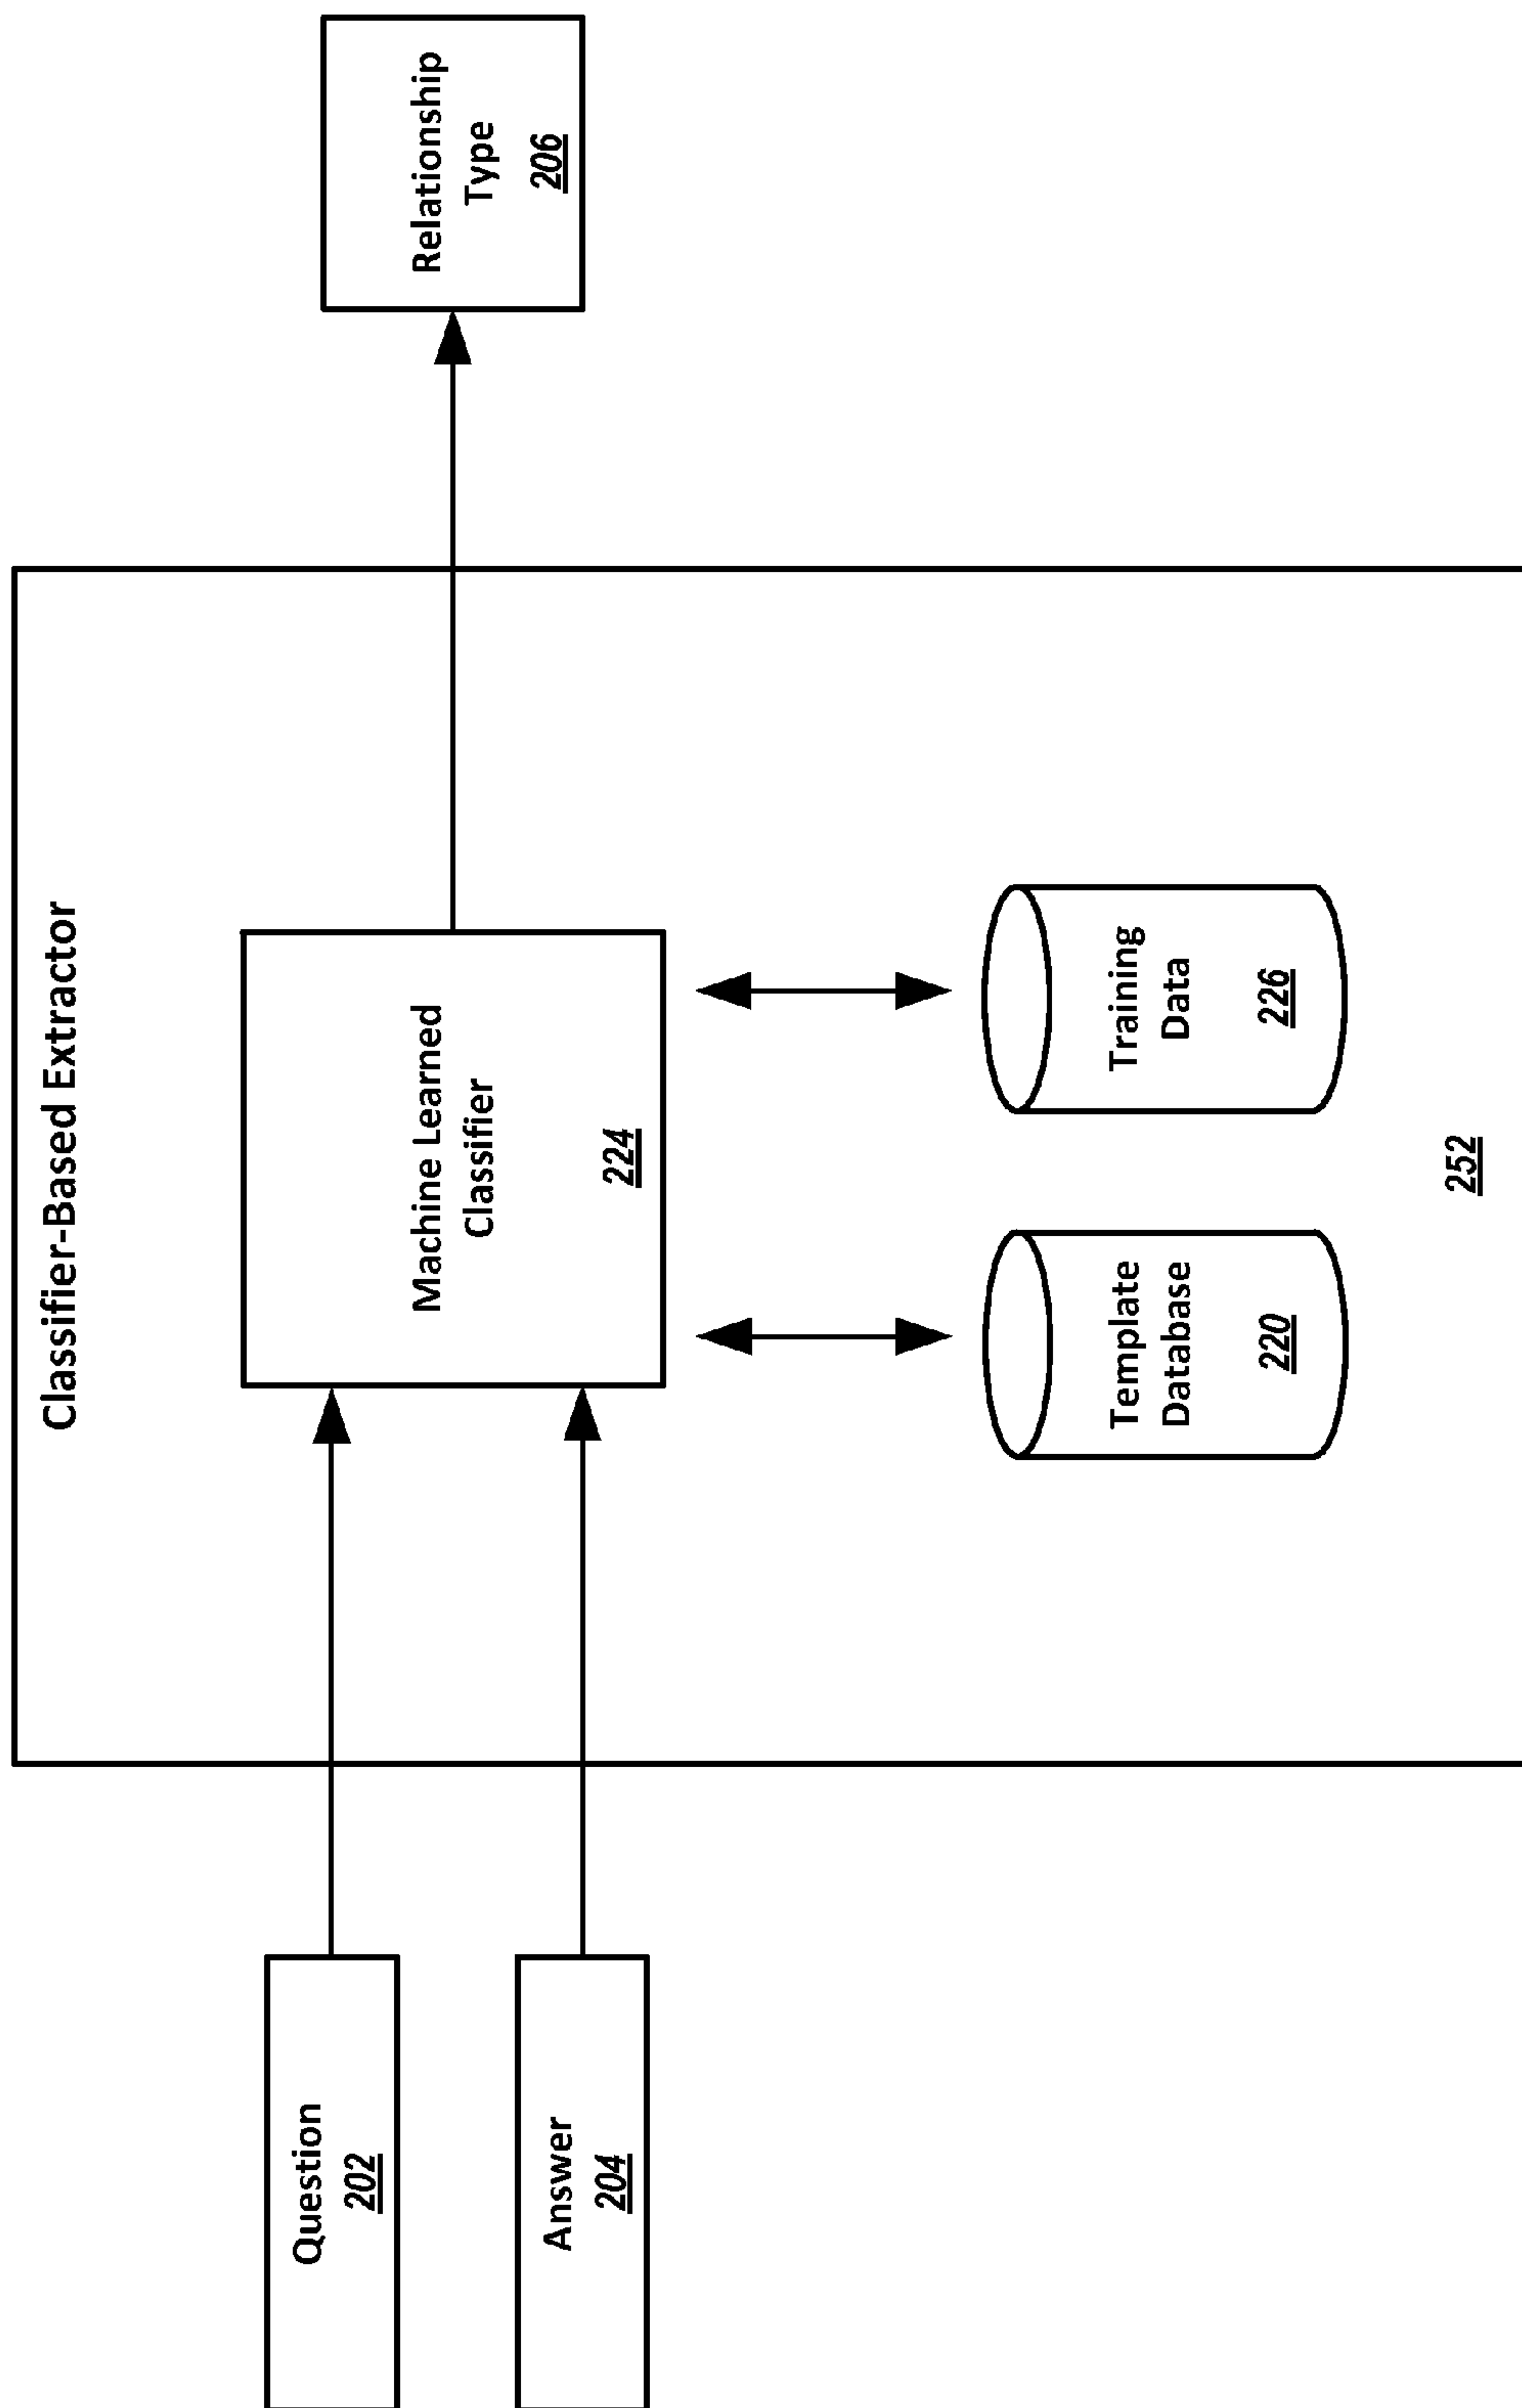 Classifier-Based Extractor
Question
202
Answer
204
Machine Learned
Classifier
224
Template
Database
220
Training
Data
226
252
Relationship
Type
206